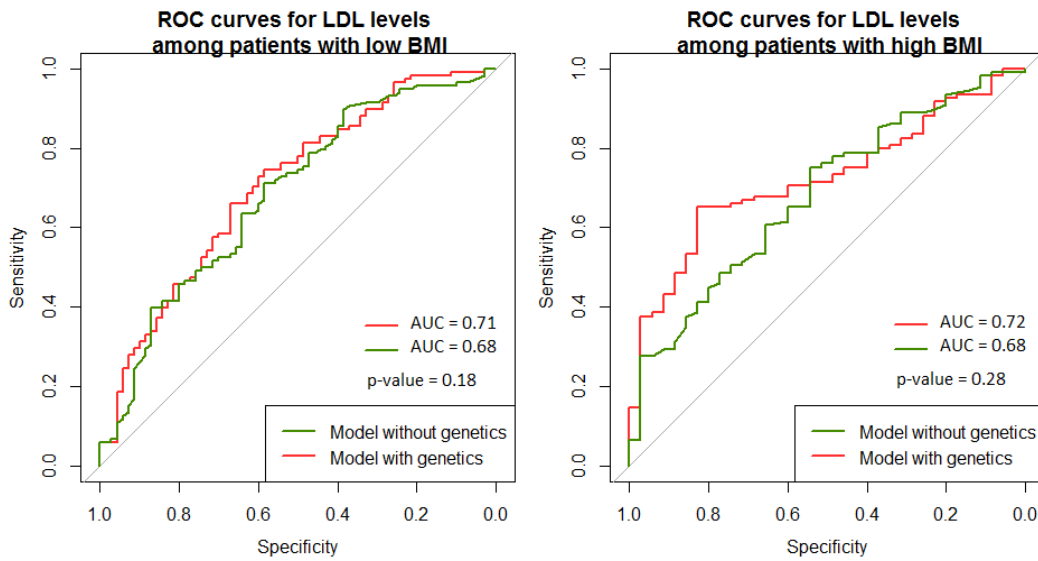 ROC curves for LDL levels
among patients with low BMI
1.0
0.8
0.6
0.4
0.2
0.0
Sensitivity
AUC = 0.71
AUC = 0.68
p-value = 0.18
Model without genetics
Model with genetics
1.0 0.8 0.6 0.4 0.2 0.0
Specificity
ROC curves for LDL levels
among patients with high BMI
1.0
0.8
0.6
0.4
0.2
0.0
Sensitivity
AUC = 0.72
AUC = 0.68
p-value = 0.28
Model without genetics
Model with genetics
1.0 0.8 0.6 0.4 0.2 0.0
Specificity